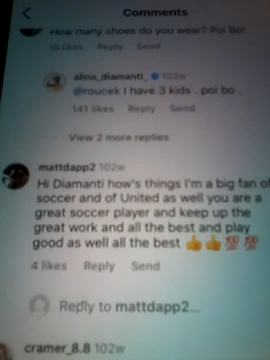 Comments
How many shoes do you wear? Poi Bo!
18 likes Reply Send
alino_diamanti_ 102w
@roucek I have 3 kids . poi bo .
141 likes Reply Send
View 2 more replies
mattdapp2 102w
Hi Diamanti how's things I'm a big fan of
soccer and of United as well you are a
great soccer player and keep up the
great work and all the best and play
good as well all the best 👍👍💯💯
4 likes Reply Send
Reply to mattdapp2...
cramer_8.8 102w